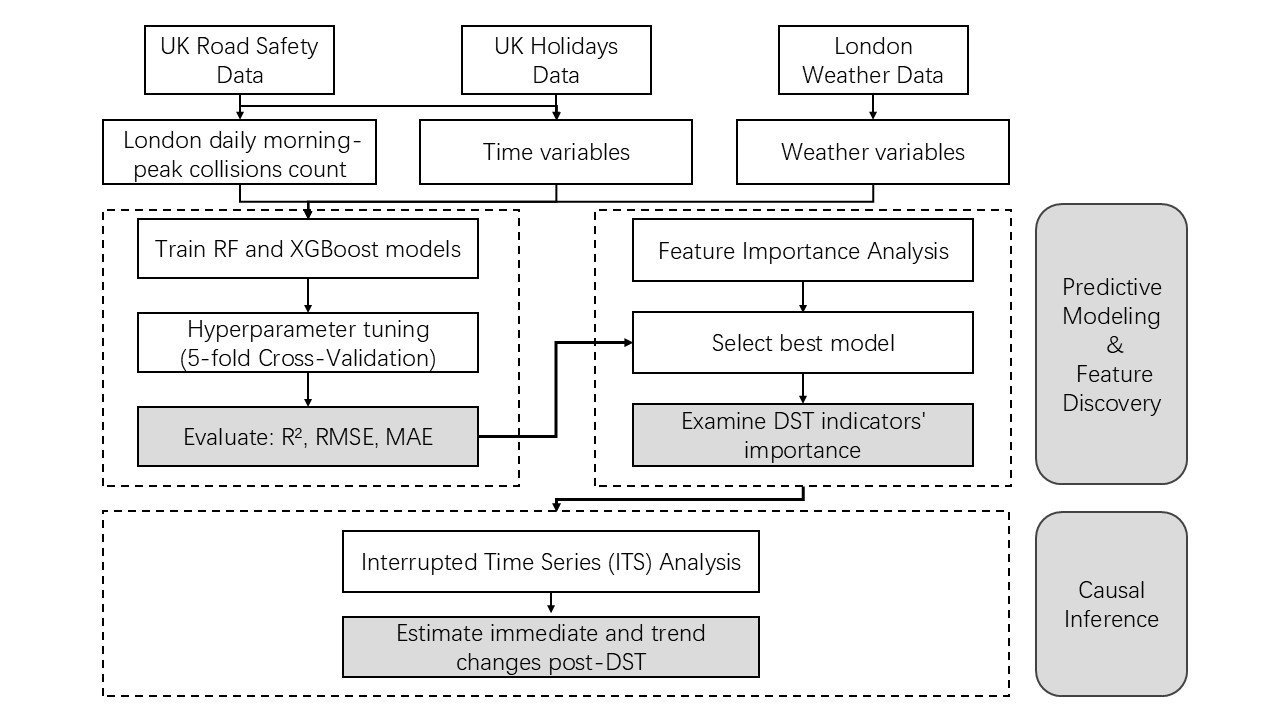 UK Road Safety
Data
UK Holidays
Data
London
Weather Data
London daily morning-
peak collisions count
Time variables
Weather variables
Train RF and XGBoost models
Hyperparameter tuning
(5-fold Cross-Validation)
Evaluate: R², RMSE, MAE
Feature Importance Analysis
Select best model
Examine DST indicators'
importance
Predictive
Modeling
&
Feature
Discovery
Interrupted Time Series (ITS) Analysis
Estimate immediate and trend
changes post-DST
Causal
Inference